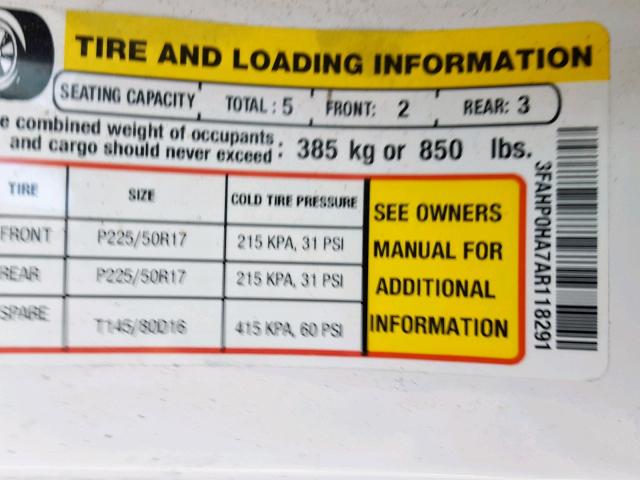 TIRE AND LOADING INFORMATION
SEATING CAPACITY TOTAL : 5 FRONT: 2 REAR: 3
e combined weight of occupants
and cargo should never exceed : 385 kg or 850 lbs.
TIRE SIZE COLD TIRE PRESSURE
FRONT P225/50R17 215 KPA, 31 PSI
REAR P225/50R17 215 KPA, 31 PSI
SPARE T145/80D16 415 KPA, 60 PSI
SEE OWNERS
MANUAL FOR
ADDITIONAL
INFORMATION
3FAHP0HA7AR118291